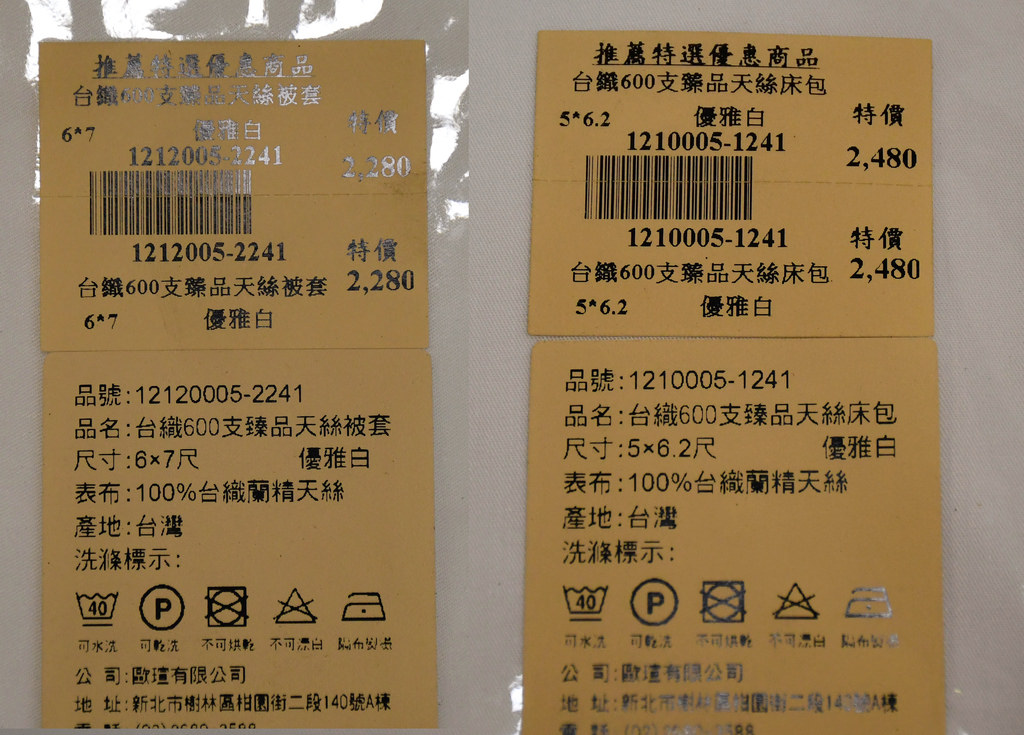 推薦特選優惠商品
台鐵600支臻品天絲被套
6*7 優雅白 特價
1212005-2241
2,280
1212005-2241 特價
台鐵600支臻品天絲被套 2,280
6*7 優雅白
品號:12120005-2241
品名:台織600支臻品天絲被套
尺寸:6×7尺 優雅白
表布:100%台織蘭精天絲
產地:台灣
洗滌標示:
40 P
可水洗 可乾洗 不可烘乾 不可漂白 隔布熨燙
公 司:歐瑄有限公司
地 址:新北市樹林區柑園街二段140號A棟
電 話
推薦特選優惠商品
台鐵600支臻品天絲床包
5*6.2 優雅白 特價
1210005-1241
2,480
1210005-1241 特價
台鐵600支臻品天絲床包 2,480
5*6.2 優雅白
品號:1210005-1241
品名:台織600支臻品天絲床包
尺寸:5×6.2尺 優雅白
表布:100%台織蘭精天絲
產地:台灣
洗滌標示:
40 P
可水洗 可乾洗 不可烘乾 不可漂白 隔布熨燙
公 司:歐瑄有限公司
地 址:新北市樹林區柑園街二段140號A棟
電 話